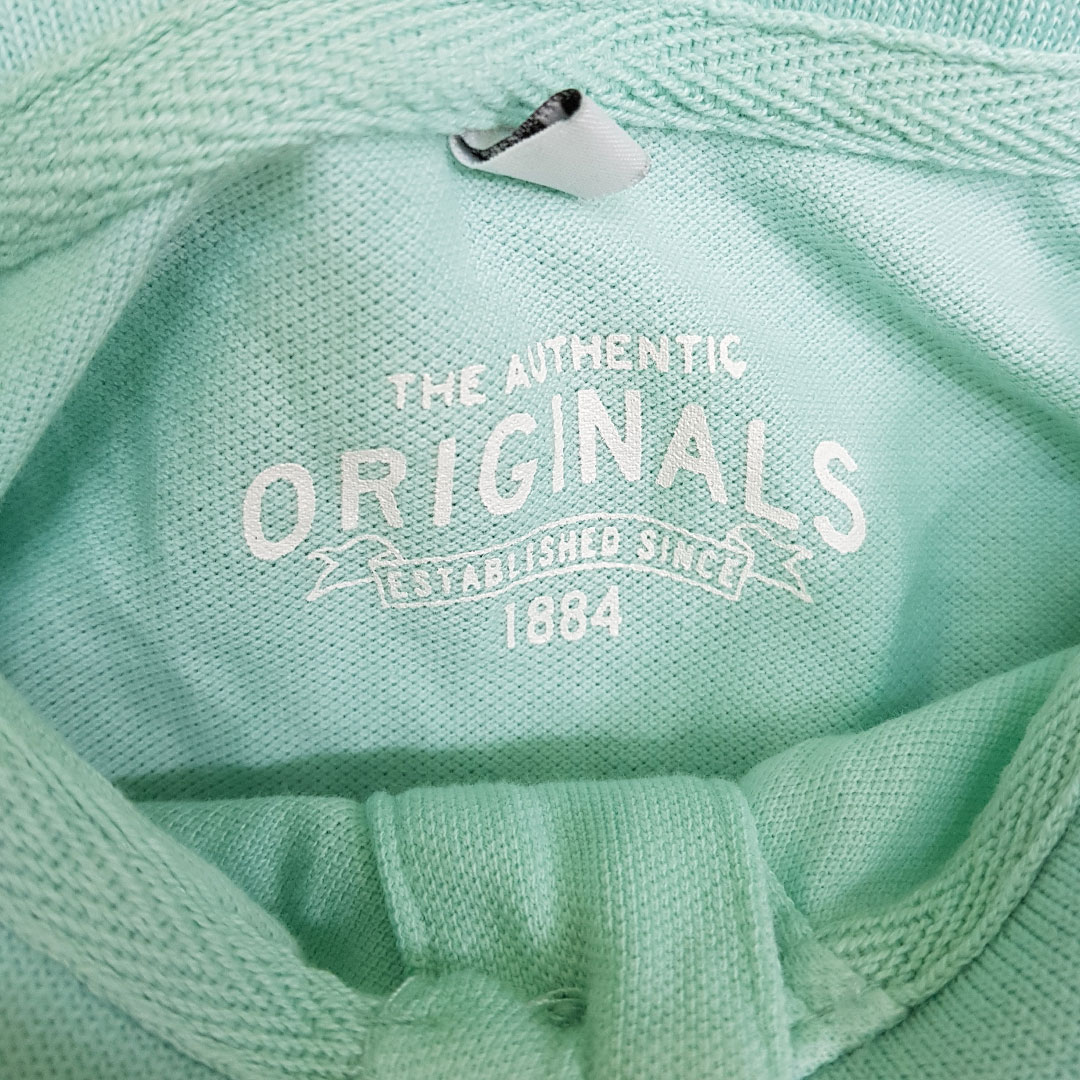 THE AUTHENTIC
ORIGINALS
ESTABLISHED SINCE
1884